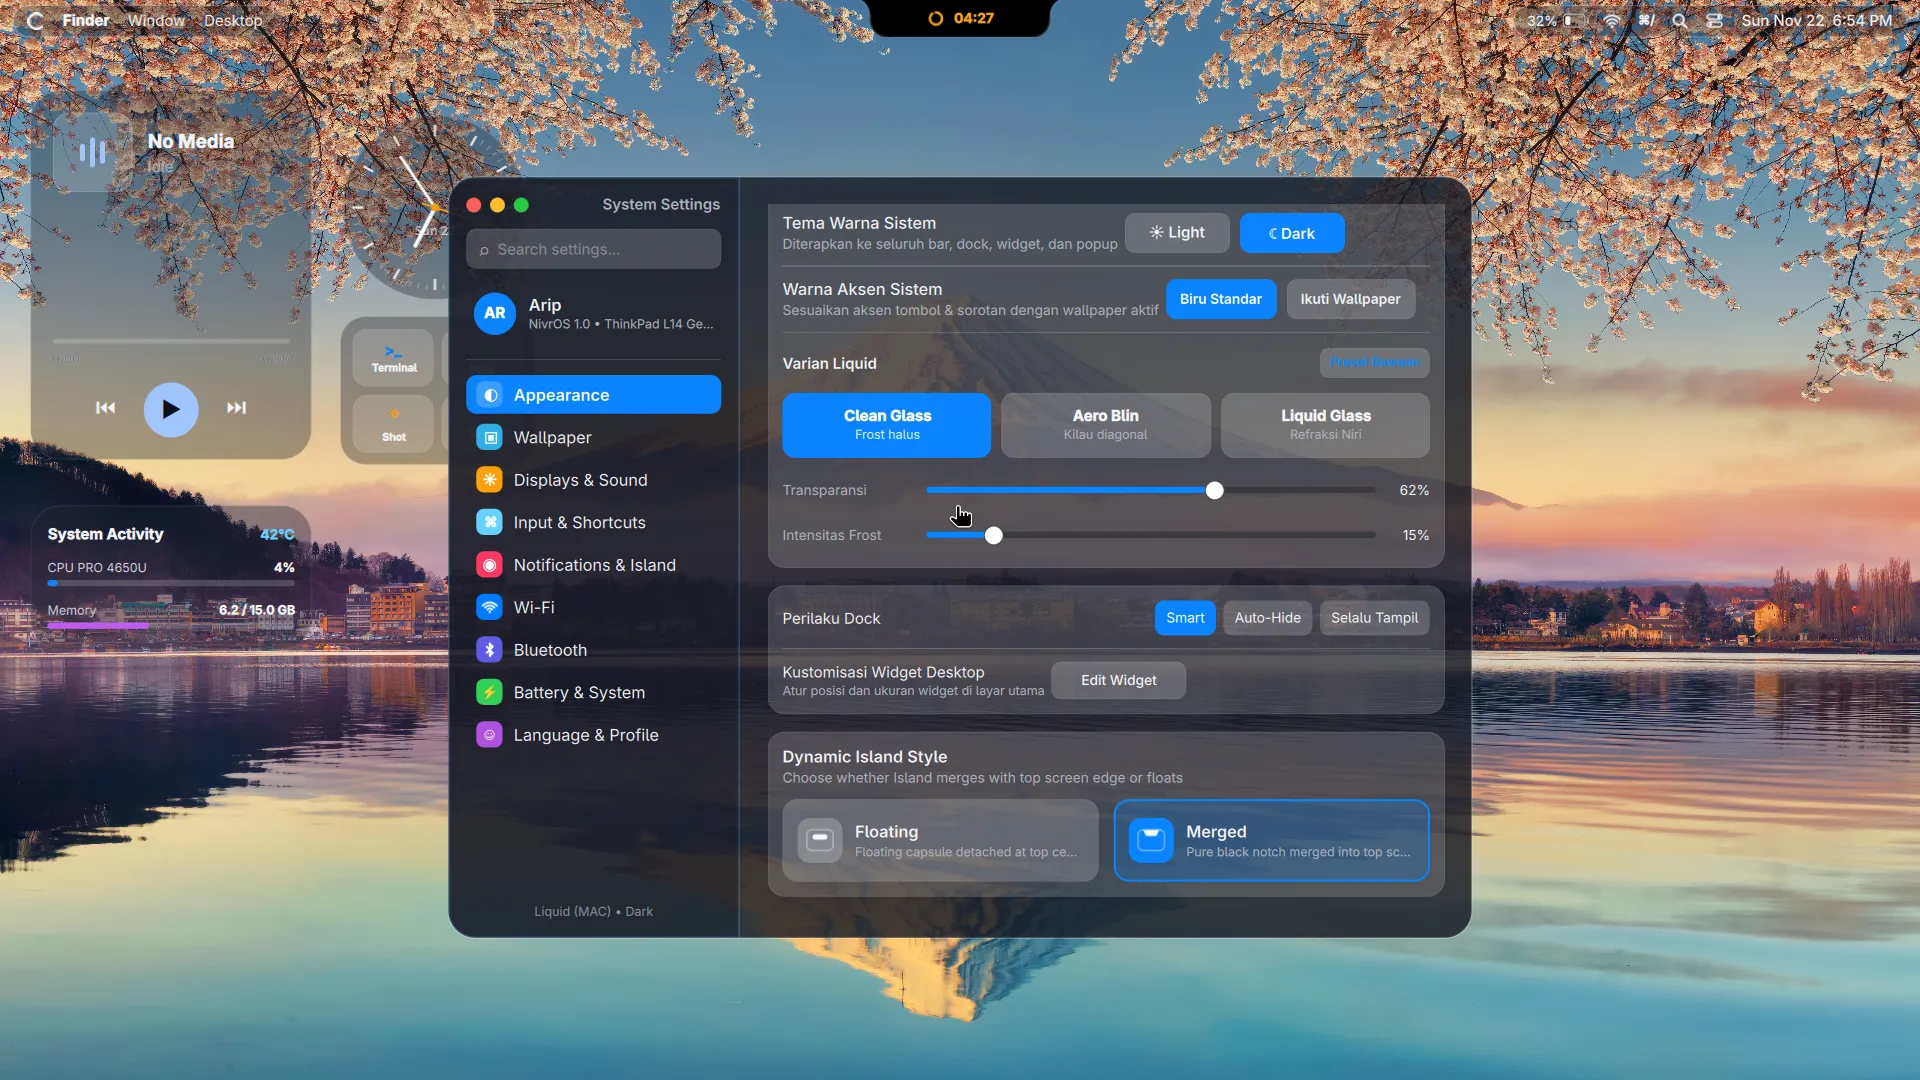 Finder Window Desktop
04:27
32% Sun Nov 22 6:54 PM
No Media
Idle
Terminal
Shot
System Activity 42°C
CPU PRO 4650U 4%
Memory 6.2 / 15.0 GB
System Settings
Search settings...
AR
Arip
NivrOS 1.0 • ThinkPad L14 Ge...
Appearance
Wallpaper
Displays & Sound
Input & Shortcuts
Notifications & Island
Wi-Fi
Bluetooth
Battery & System
Language & Profile
Liquid (MAC) • Dark
Tema Warna Sistem
Diterapkan ke seluruh bar, dock, widget, dan popup
Light
Dark
Warna Aksen Sistem
Sesuaikan aksen tombol & sorotan dengan wallpaper aktif
Biru Standar
Ikuti Wallpaper
Varian Liquid
Preset Bawaan
Clean Glass
Frost halus
Aero Blin
Kilau diagonal
Liquid Glass
Refraksi Niri
Transparansi 62%
Intensitas Frost 15%
Perilaku Dock
Smart
Auto-Hide
Selalu Tampil
Kustomisasi Widget Desktop
Atur posisi dan ukuran widget di layar utama
Edit Widget
Dynamic Island Style
Choose whether Island merges with top screen edge or floats
Floating
Floating capsule detached at top ce...
Merged
Pure black notch merged into top sc...